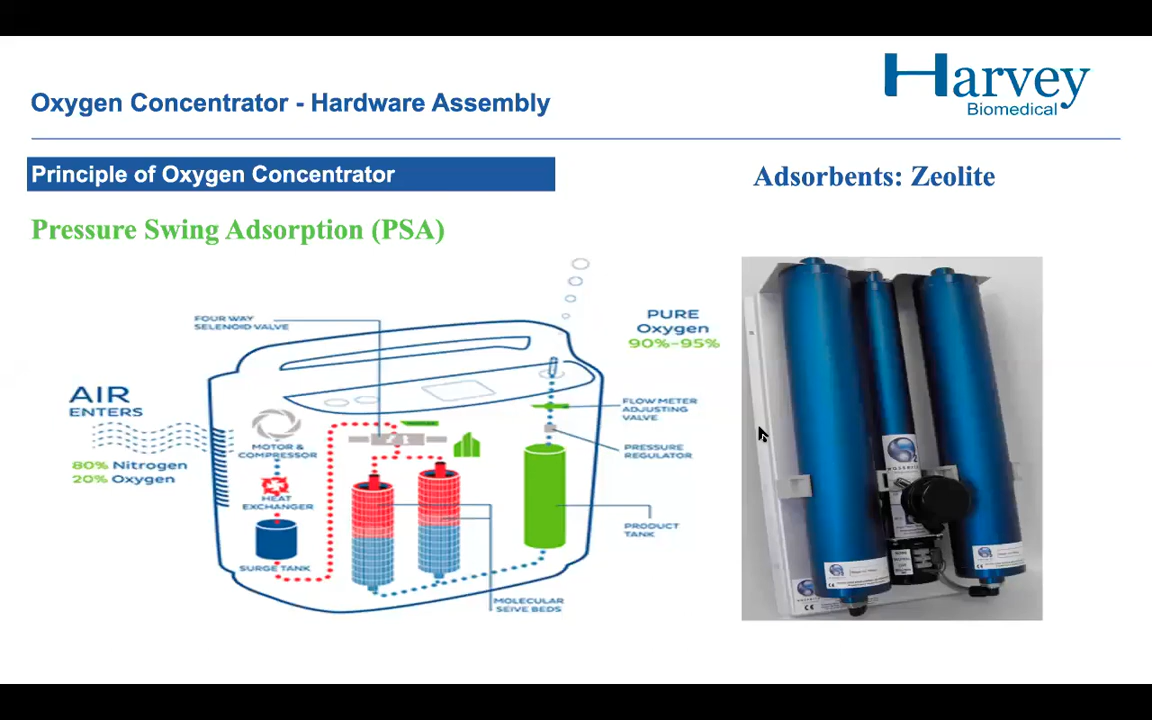 Harvey
Biomedical
Oxygen Concentrator - Hardware Assembly
Principle of Oxygen Concentrator
Adsorbents: Zeolite
Pressure Swing Adsorption (PSA)
FOUR WAY
SELENOID VALVE
PURE
Oxygen
90%-95%
AIR
ENTERS
80% Nitrogen
20% Oxygen
MOTOR &
COMPRESSOR
HEAT
EXCHANGER
SURGE TANK
FLOW METER
ADJUSTING
VALVE
PRESSURE
REGULATOR
PRODUCT
TANK
MOLECULAR
SEIVE BEDS